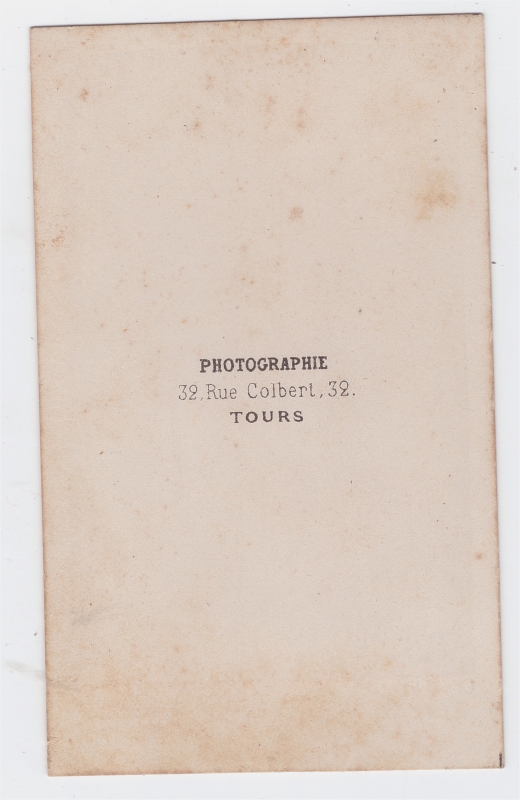 PHOTOGRAPHIE
32, Rue Colbert, 32.
TOURS